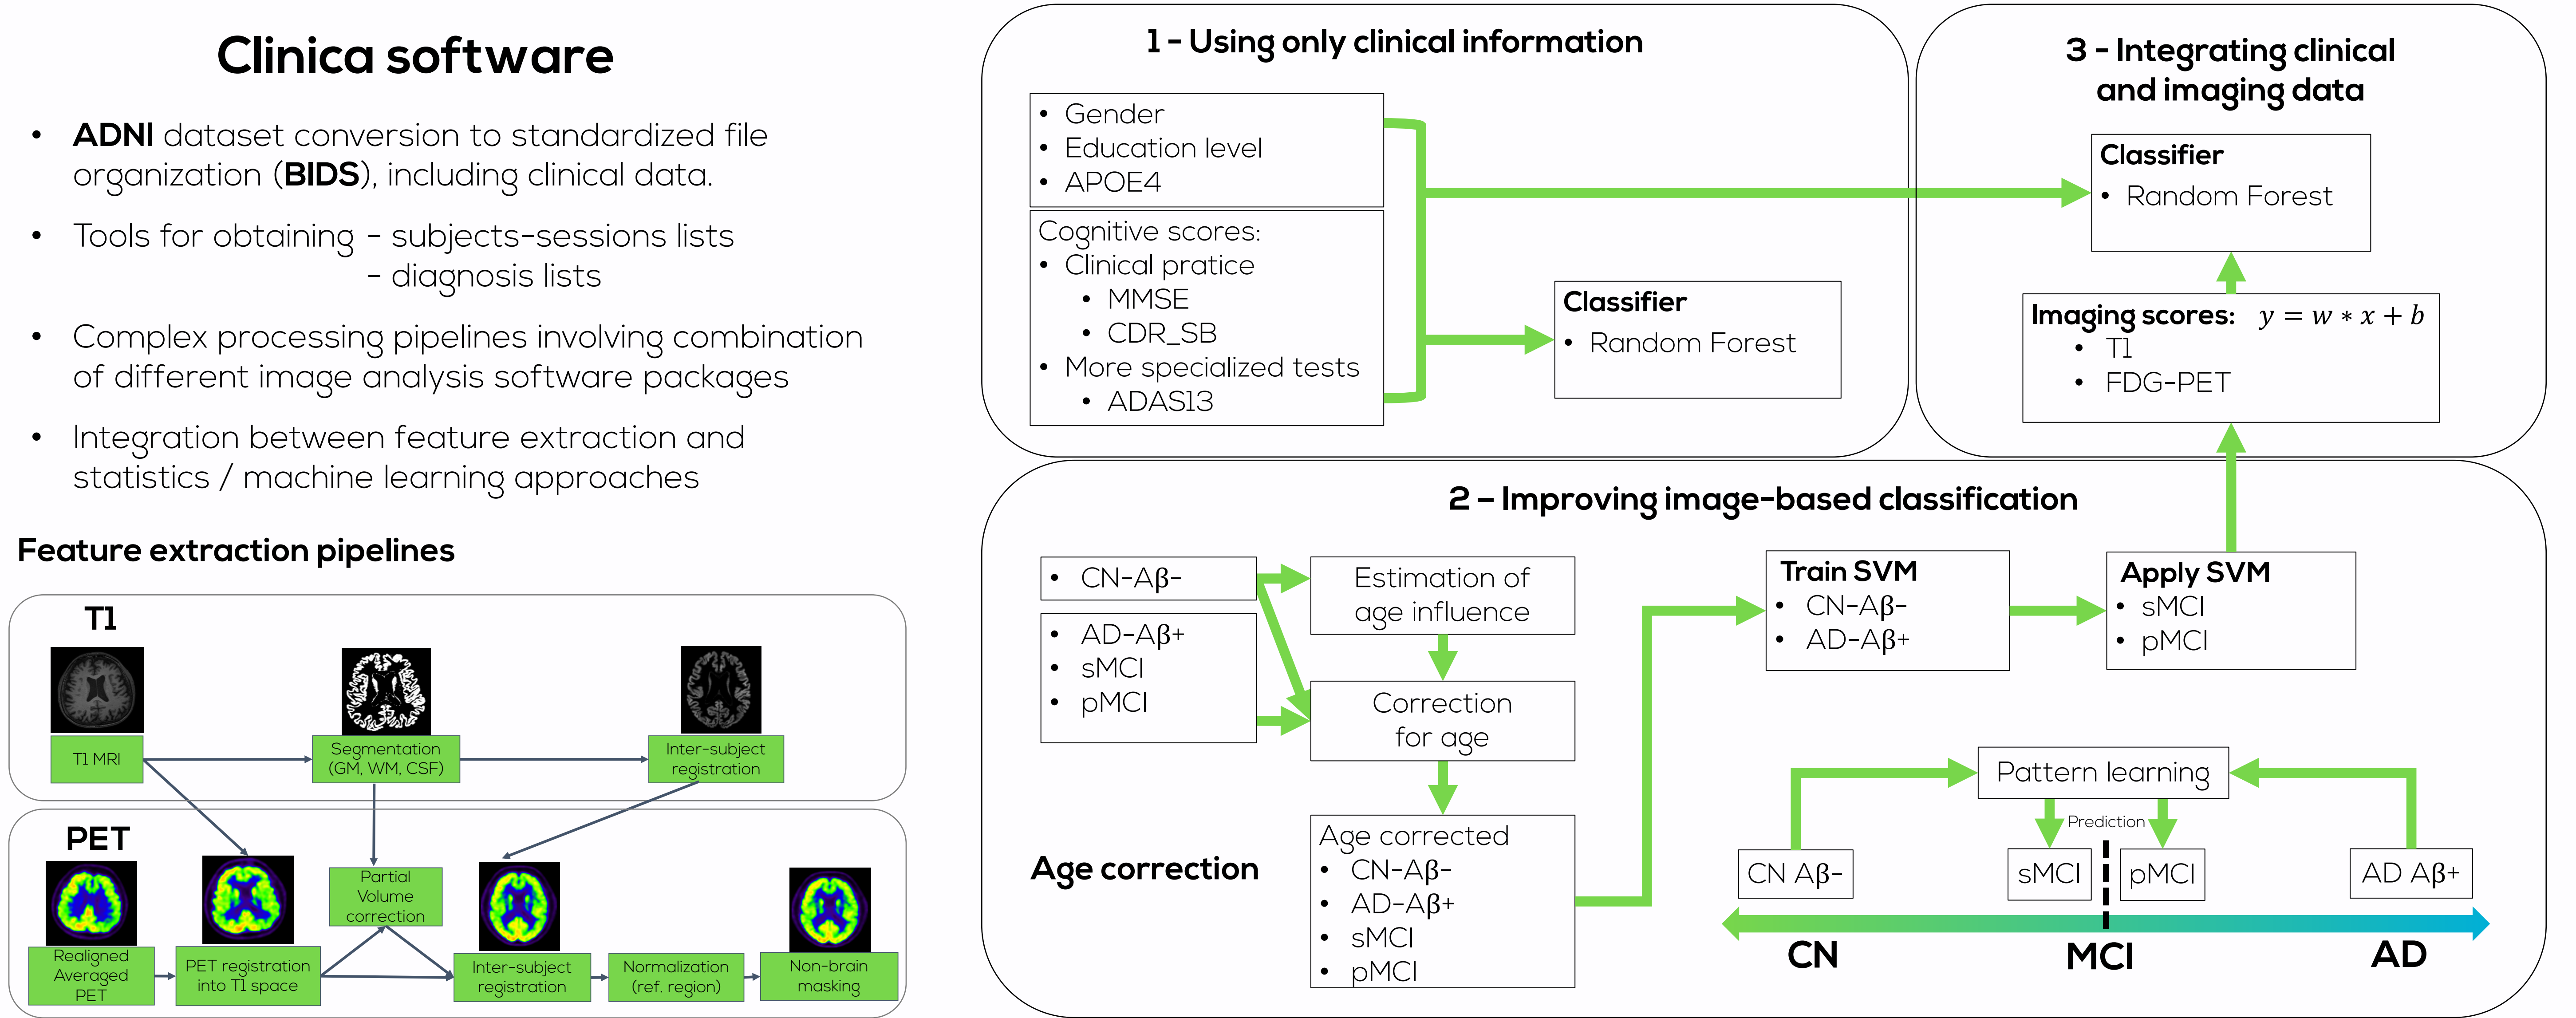 Clinica software
• ADNI dataset conversion to standardized file
organization (BIDS), including clinical data.
• Tools for obtaining - subjects-sessions lists
- diagnosis lists
• Complex processing pipelines involving combination
of different image analysis software packages
• Integration between feature extraction and
statistics / machine learning approaches
Feature extraction pipelines
T1
T1 MRI
Segmentation
(GM, WM, CSF)
Inter-subject
registration
PET
Realigned
Averaged
PET
PET registration
into T1 space
Partial
Volume
correction
Inter-subject
registration
Normalization
(ref. region)
Non-brain
masking
1 - Using only clinical information
• Gender
• Education level
• APOE4
Cognitive scores:
• Clinical pratice
• MMSE
• CDR_SB
• More specialized tests
• ADAS13
Classifier
• Random Forest
3 - Integrating clinical
and imaging data
Classifier
• Random Forest
Imaging scores: y = w * x + b
• T1
• FDG-PET
2 – Improving image-based classification
• CN-Aβ-
• AD-Aβ+
• sMCI
• pMCI
Estimation of
age influence
Correction
for age
Age correction
Age corrected
• CN-Aβ-
• AD-Aβ+
• sMCI
• pMCI
Train SVM
• CN-Aβ-
• AD-Aβ+
Apply SVM
• sMCI
• pMCI
Pattern learning
Prediction
CN Aβ-
sMCI
pMCI
AD Aβ+
CN
MCI
AD